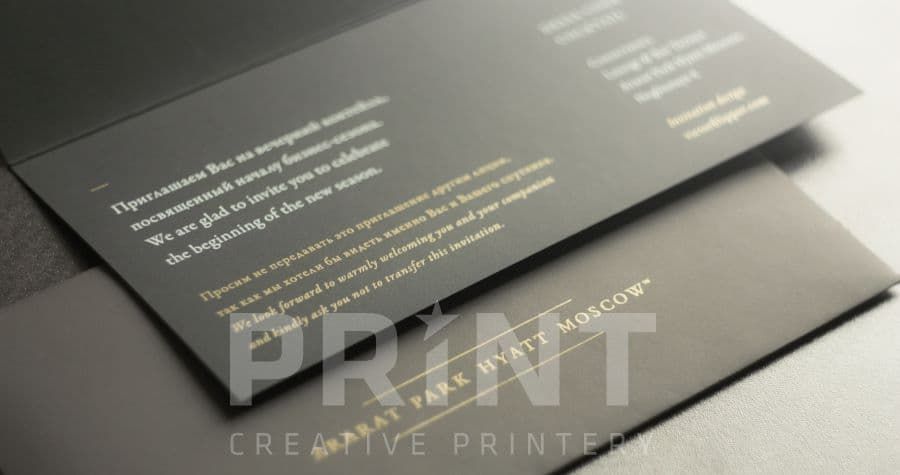 Приглашаем Вас на вечерний коктейль,
посвященный началу бизнес-сезона.
We are glad to invite you to celebrate
the beginning of the new season.
Просим не передавать это приглашение другим лицам,
так как мы хотели бы видеть именно Вас и Вашего спутника.
We look forward to warmly welcoming you and your companion
and kindly ask you not to transfer this invitation.
Invitation design
ARARAT PARK HYATT MOSCOW™
PRINT
CREATIVE PRINTERY